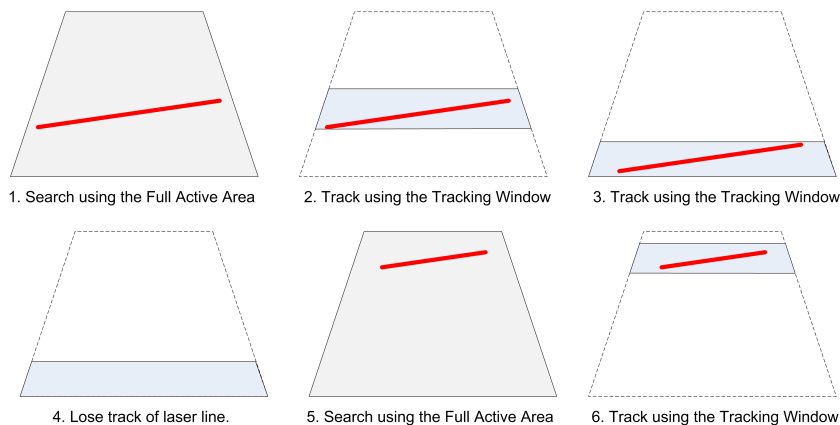 1. Search using the Full Active Area
2. Track using the Tracking Window
3. Track using the Tracking Window
4. Lose track of laser line.
5. Search using the Full Active Area
6. Track using the Tracking Window